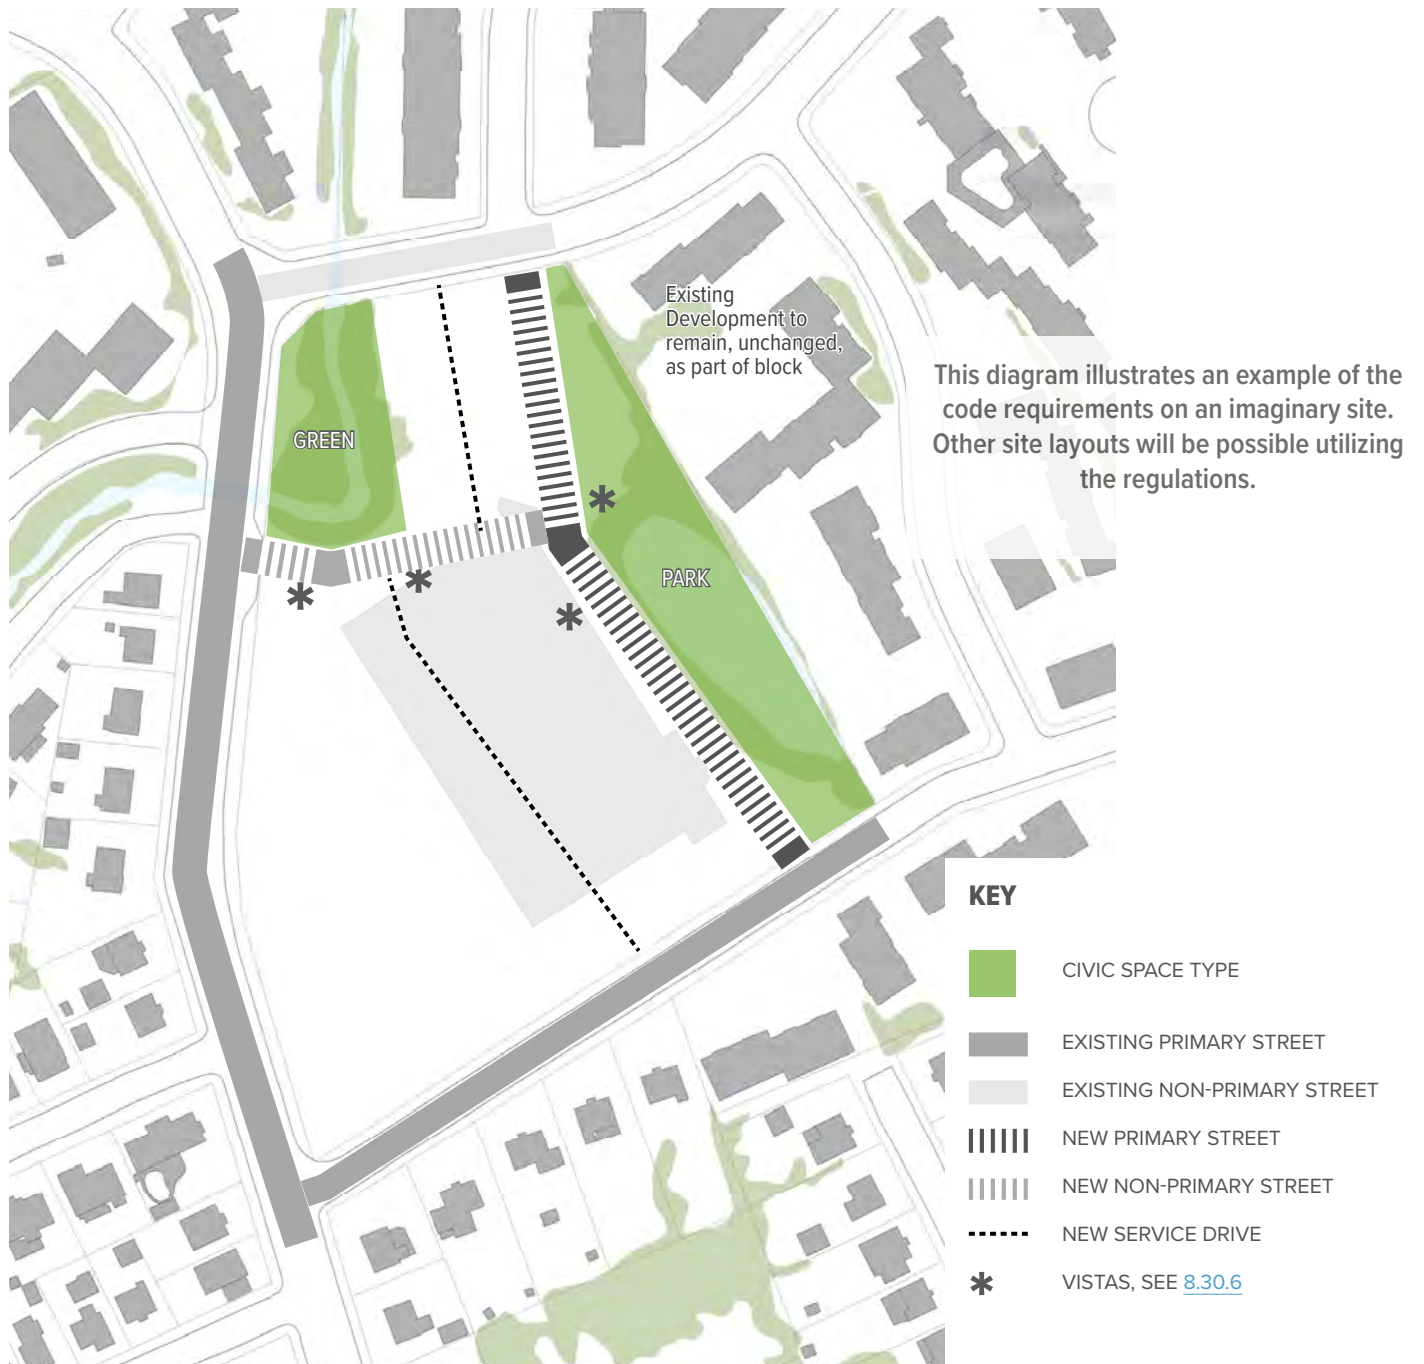 Existing
Development to
remain, unchanged,
as part of block
This diagram illustrates an example of the
code requirements on an imaginary site.
Other site layouts will be possible utilizing
the regulations.
GREEN
PARK
KEY
CIVIC SPACE TYPE
EXISTING PRIMARY STREET
EXISTING NON-PRIMARY STREET
NEW PRIMARY STREET
NEW NON-PRIMARY STREET
NEW SERVICE DRIVE
VISTAS, SEE 8.30.6